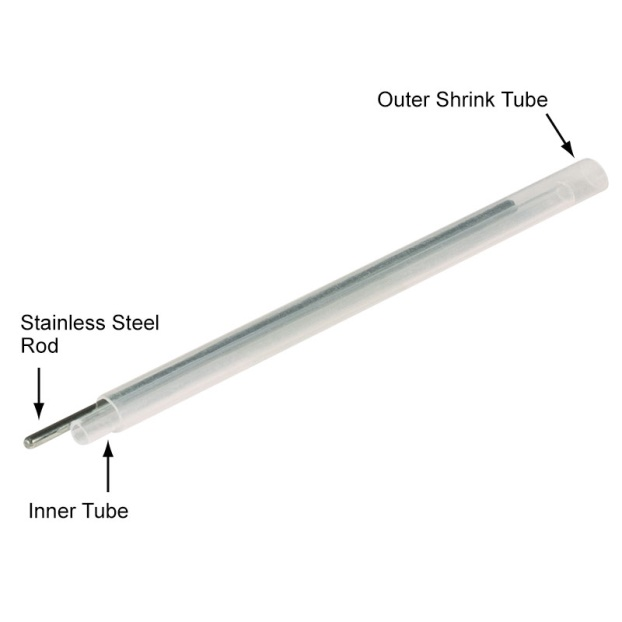 Outer Shrink Tube
Stainless Steel
Rod
Inner Tube